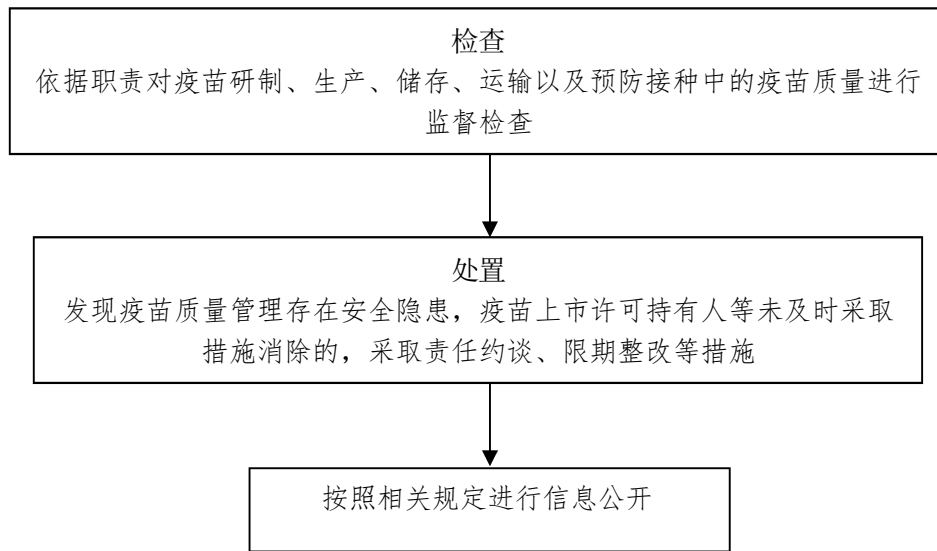 检查
依据职责对疫苗研制、生产、储存、运输以及预防接种中的疫苗质量进行
监督检查
处置
发现疫苗质量管理存在安全隐患，疫苗上市许可持有人等未及时采取
措施消除的，采取责任约谈、限期整改等措施
按照相关规定进行信息公开